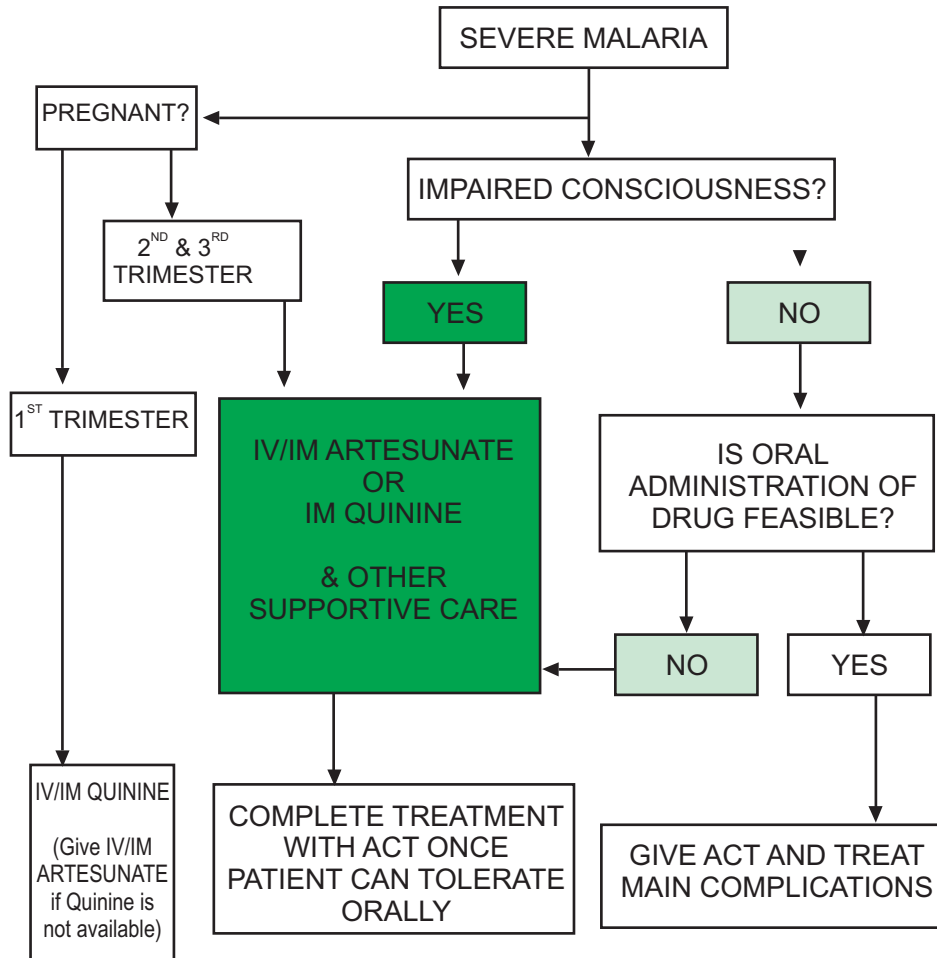 SEVERE MALARIA
PREGNANT?
IMPAIRED CONSCIOUSNESS?
2ND & 3RD
TRIMESTER
YES
NO
1ST TRIMESTER
IV/IM ARTESUNATE
OR
IM QUININE
& OTHER
SUPPORTIVE CARE
IS ORAL
ADMINISTRATION OF
DRUG FEASIBLE?
NO
YES
IV/IM QUININE
(Give IV/IM
ARTESUNATE
if Quinine is
not available)
COMPLETE TREATMENT
WITH ACT ONCE
PATIENT CAN TOLERATE
ORALLY
GIVE ACT AND TREAT
MAIN COMPLICATIONS